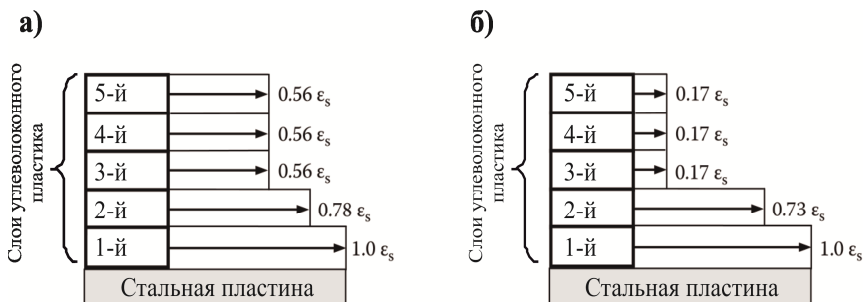 а)
Слои углеволоконного
пластика
5-й
0.56 εs
4-й
0.56 εs
3-й
0.56 εs
2-й
0.78 εs
1-й
1.0 εs
Стальная пластина
б)
Слои углеволоконного
пластика
5-й
0.17 εs
4-й
0.17 εs
3-й
0.17 εs
2-й
0.73 εs
1-й
1.0 εs
Стальная пластина